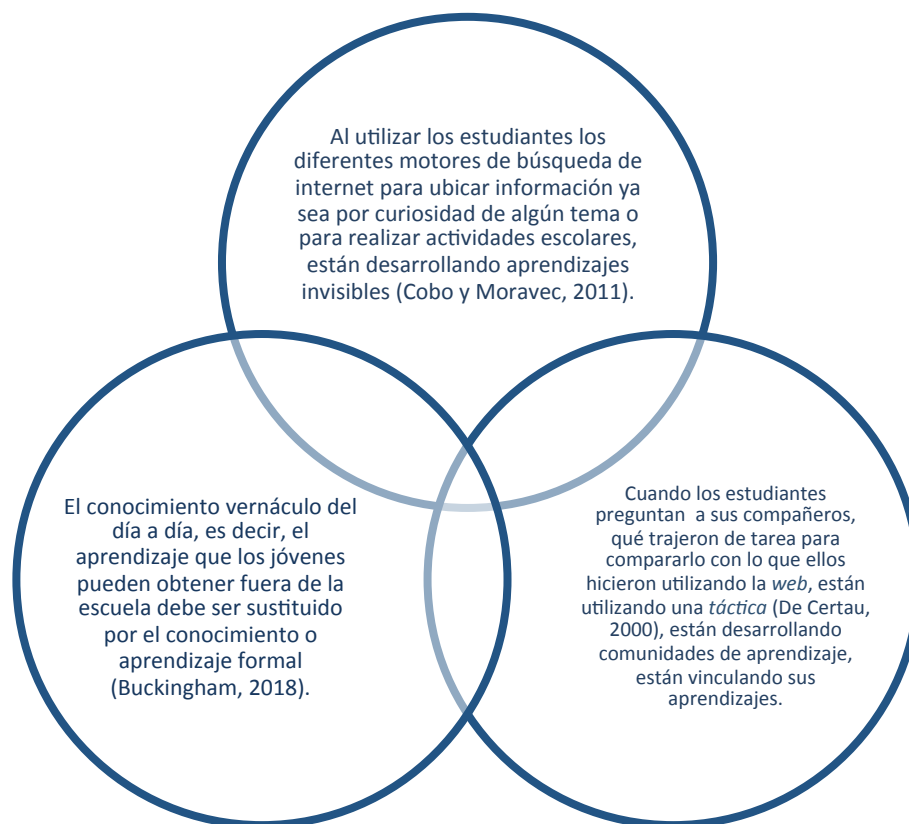 Al utilizar los estudiantes los
diferentes motores de búsqueda de
internet para ubicar información ya
sea por curiosidad de algún tema o
para realizar actividades escolares,
están desarrollando aprendizajes
invisibles (Cobo y Moravec, 2011).
El conocimiento vernáculo del
día a día, es decir, el
aprendizaje que los jóvenes
pueden obtener fuera de la
escuela debe ser sustituido
por el conocimiento o
aprendizaje formal
(Buckingham, 2018).
Cuando los estudiantes
preguntan  a sus compañeros,
qué trajeron de tarea para
compararlo con lo que ellos
hicieron utilizando la web, están
utilizando una táctica (De Certau,
2000), están desarrollando
comunidades de aprendizaje,
están vinculando sus
aprendizajes.